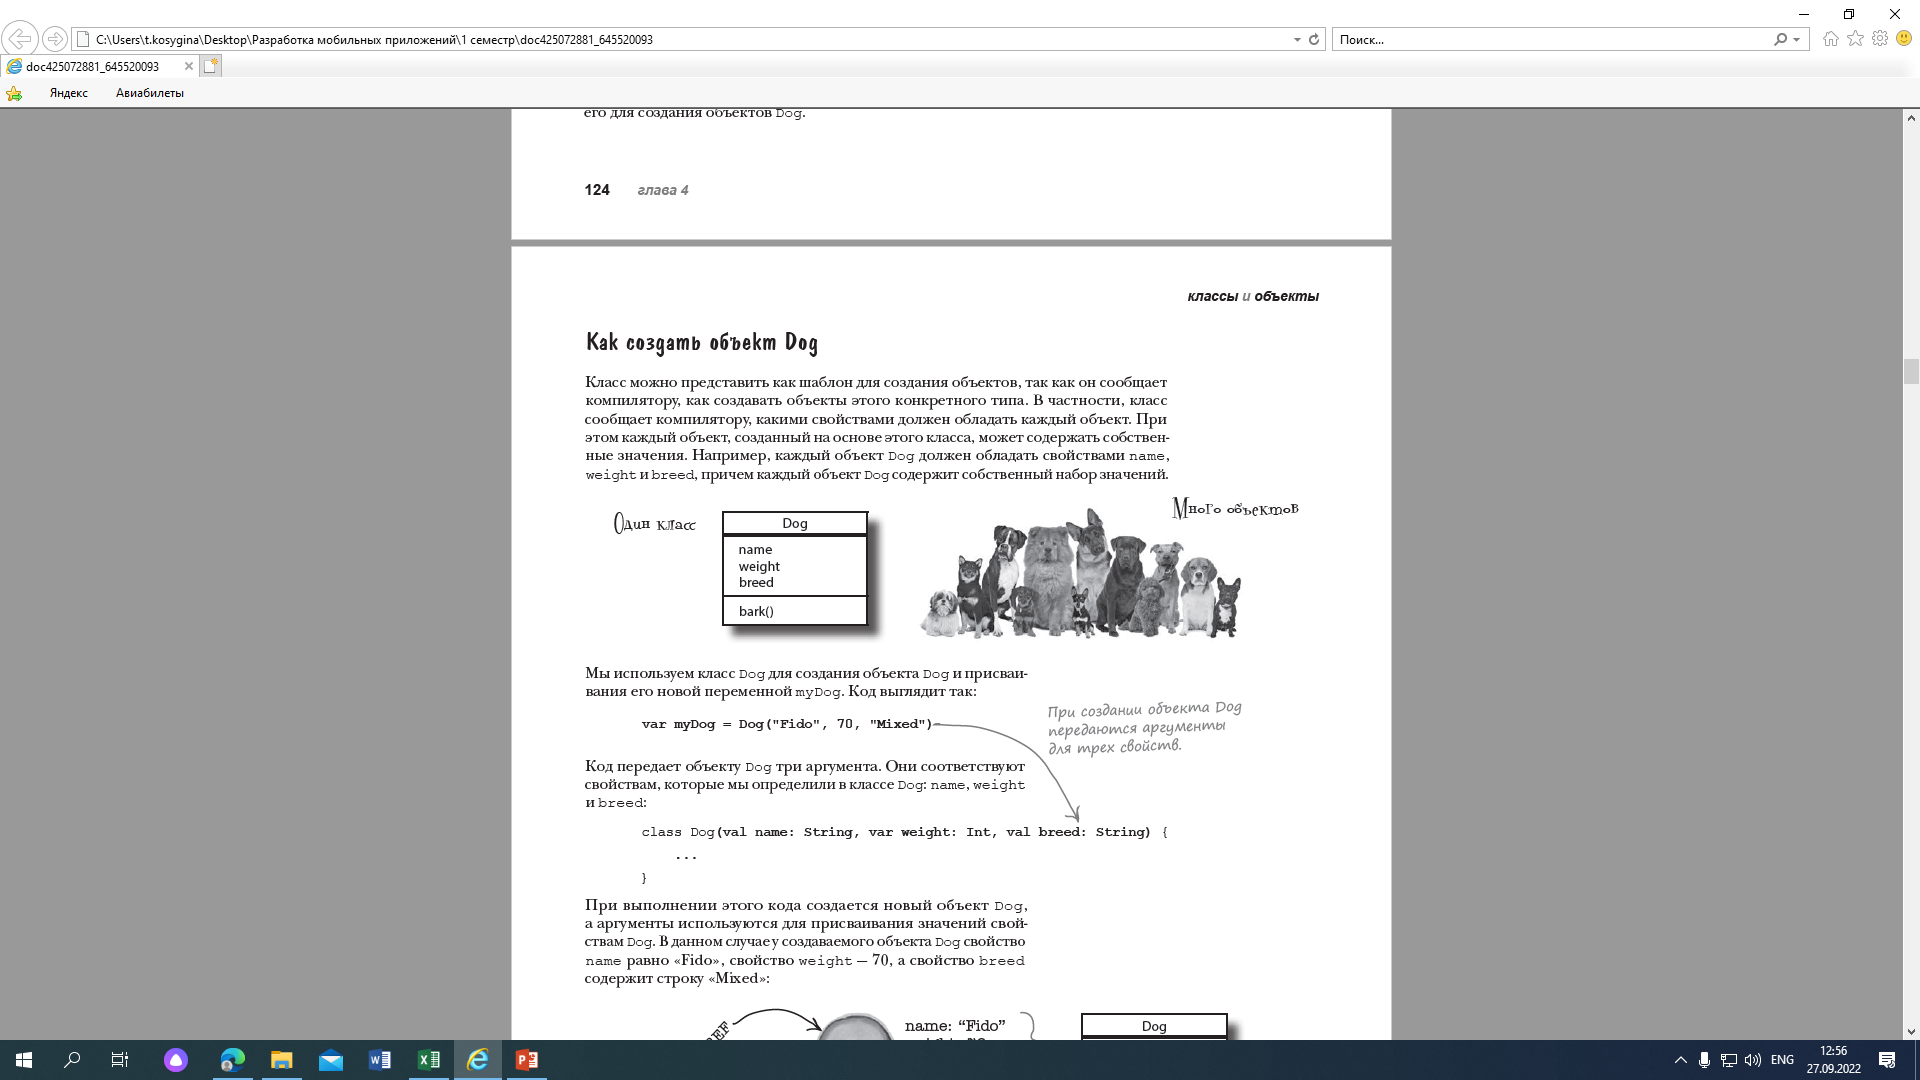 C:\Users\t.kosygina\Desktop\Разработка мобильных приложений\1 семестр\doc425072881_645520093
Поиск...
doc425072881_645520093
Яндекс
Авиабилеты
его для создания объектов Dog.
124 глава 4
классы и объекты
Как создать объект Dog
Класс можно представить как шаблон для создания объектов, так как он сообщает
компилятору, как создавать объекты этого конкретного типа. В частности, класс
сообщает компилятору, какими свойствами должен обладать каждый объект. При
этом каждый объект, созданный на основе этого класса, может содержать собствен-
ные значения. Например, каждый объект Dog должен обладать свойствами name,
weight и breed, причем каждый объект Dog содержит собственный набор значений.
Один класс
Dog
name
weight
breed
bark()
Много объектов
Мы используем класс Dog для создания объекта Dog и присваи-
вания его новой переменной myDog. Код выглядит так:
var myDog = Dog("Fido", 70, "Mixed")
При создании объекта Dog
передаются аргументы
для трех свойств.
Код передает объекту Dog три аргумента. Они соответствуют
свойствам, которые мы определили в классе Dog: name, weight
и breed:
class Dog(val name: String, var weight: Int, val breed: String) {
...
}
При выполнении этого кода создается новый объект Dog,
а аргументы используются для присваивания значений свой-
ствам Dog. В данном случае у создаваемого объекта Dog свойство
name равно «Fido», свойство weight — 70, а свойство breed
содержит строку «Mixed»:
name: “Fido”
Dog
ENG
12:56
27.09.2022